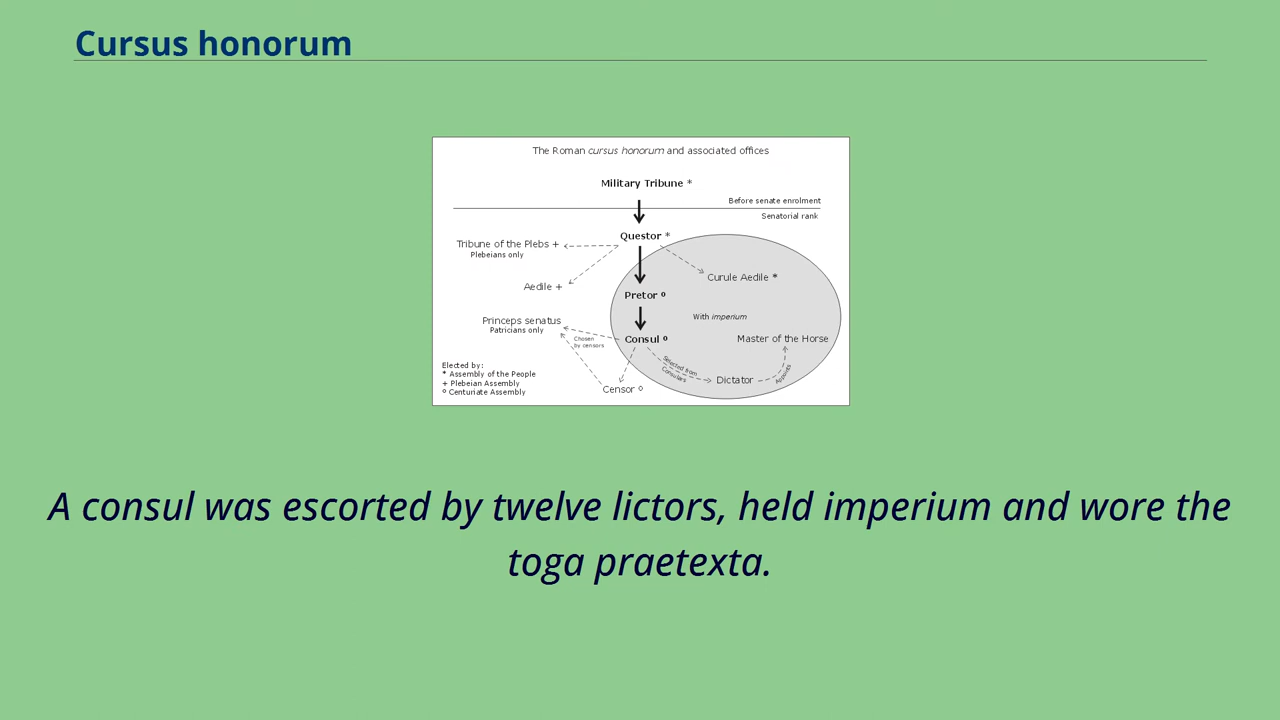 Cursus honorum
The Roman cursus honorum and associated offices
Military Tribune *
Before senate enrolment
Senatorial rank
Questor *
Tribune of the Plebs +
Plebeians only
Curule Aedile *
Aedile +
Pretor º
With imperium
Princeps senatus
Patricians only
Chosen
by censors
Consul º
Master of the Horse
Selected from
Consulars
Appoints
Dictator
Censor º
Elected by:
* Assembly of the People
+ Plebeian Assembly
º Centuriate Assembly
A consul was escorted by twelve lictors, held imperium and wore the
toga praetexta.